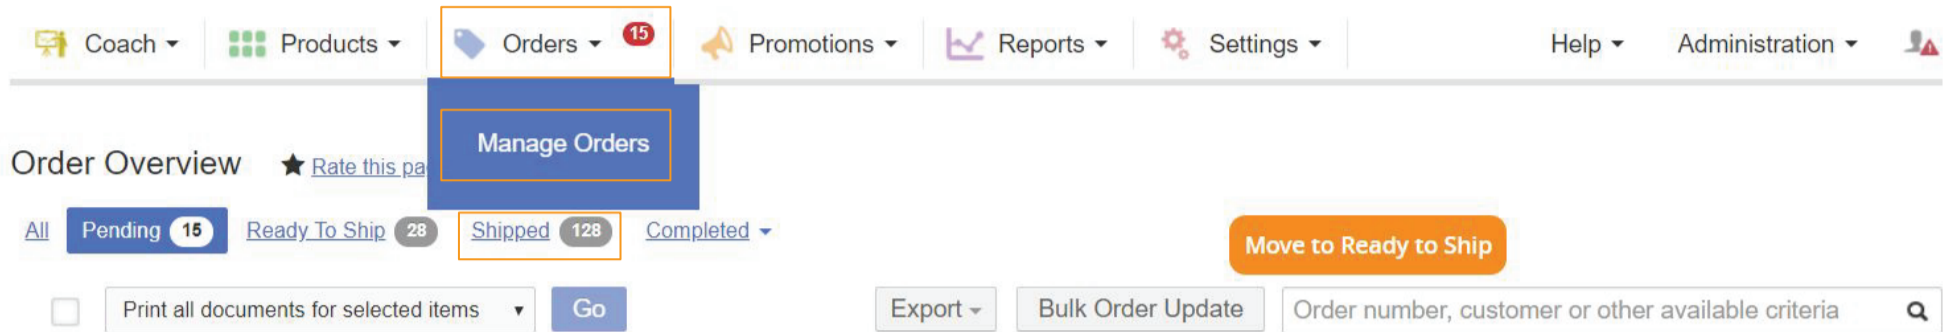 Coach Products Orders 15 Promotions Reports Settings Help Administration
Manage Orders
Order Overview Rate this pa
All Pending 15 Ready To Ship 28 Shipped 128 Completed
Move to Ready to Ship
Print all documents for selected items Go Export Bulk Order Update Order number, customer or other available criteria